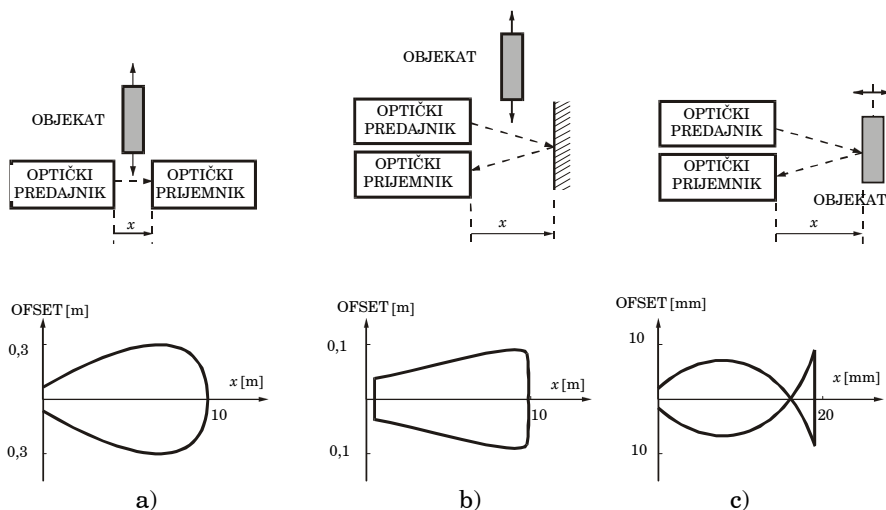 OBJEKAT
OPTIČKI
PREDAJNIK
OPTIČKI
PRIJEMNIK
x
OBJEKAT
OPTIČKI
PREDAJNIK
OPTIČKI
PRIJEMNIK
x
OPTIČKI
PREDAJNIK
OPTIČKI
PRIJEMNIK
OBJEKAT
x
OFSET [m]
0,3
x [m]
10
0,3
a)
OFSET [m]
0,1
x [m]
10
0,1
b)
OFSET [mm]
10
x [mm]
20
10
c)